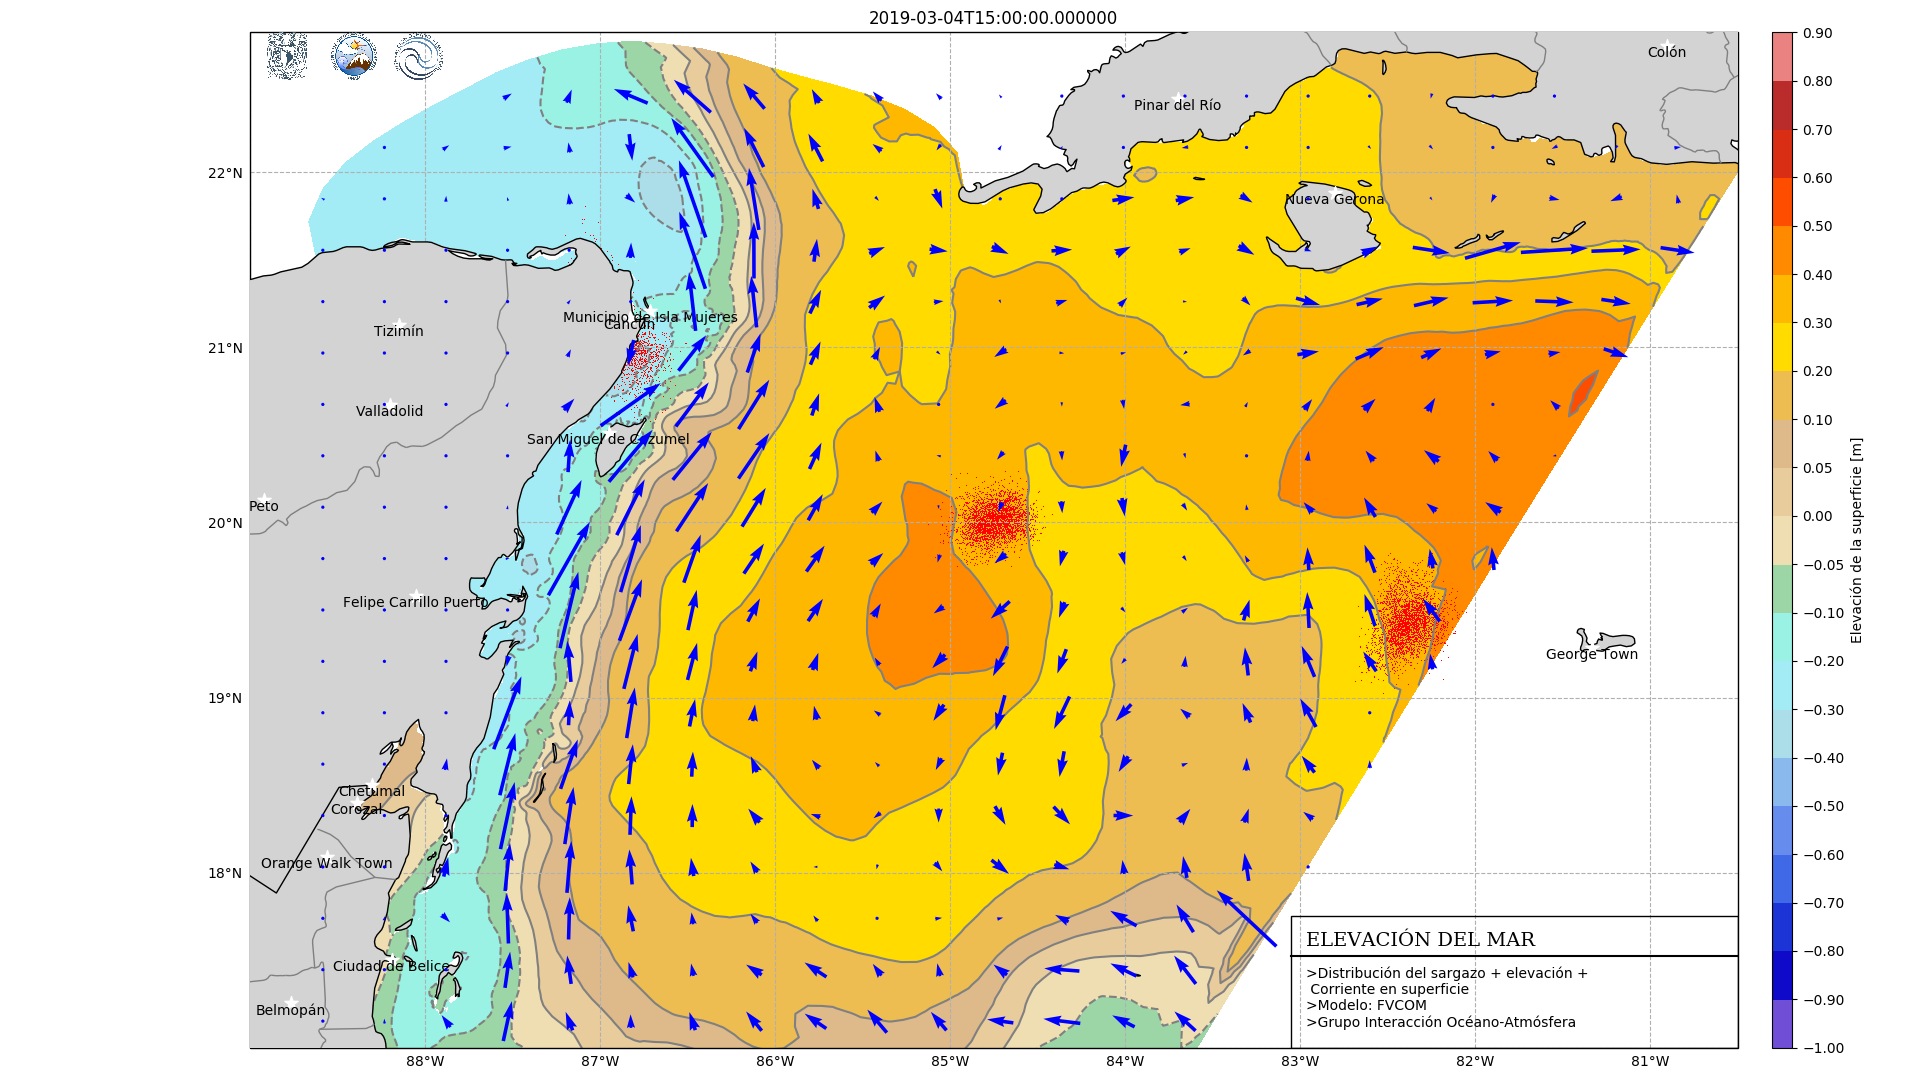 2019-03-04T15:00:00.000000
Colón
Pinar del Río
Nueva Gerona
Municipio de Isla Mujeres
Cancún
Tizimín
Valladolid
San Miguel de Cozumel
Peto
Felipe Carrillo Puerto
George Town
Chetumal
Corozal
Orange Walk Town
Ciudad de Belice
Belmopán
22°N
21°N
20°N
19°N
18°N
88°W
87°W
86°W
85°W
84°W
83°W
82°W
81°W
ELEVACIÓN DEL MAR
>Distribución del sargazo + elevación +
Corriente en superficie
>Modelo: FVCOM
>Grupo Interacción Océano-Atmósfera
0.90
0.80
0.70
0.60
0.50
0.40
0.30
0.20
0.10
0.05
0.00
−0.05
−0.10
−0.20
−0.30
−0.40
−0.50
−0.60
−0.70
−0.80
−0.90
−1.00
Elevación de la superficie [m]